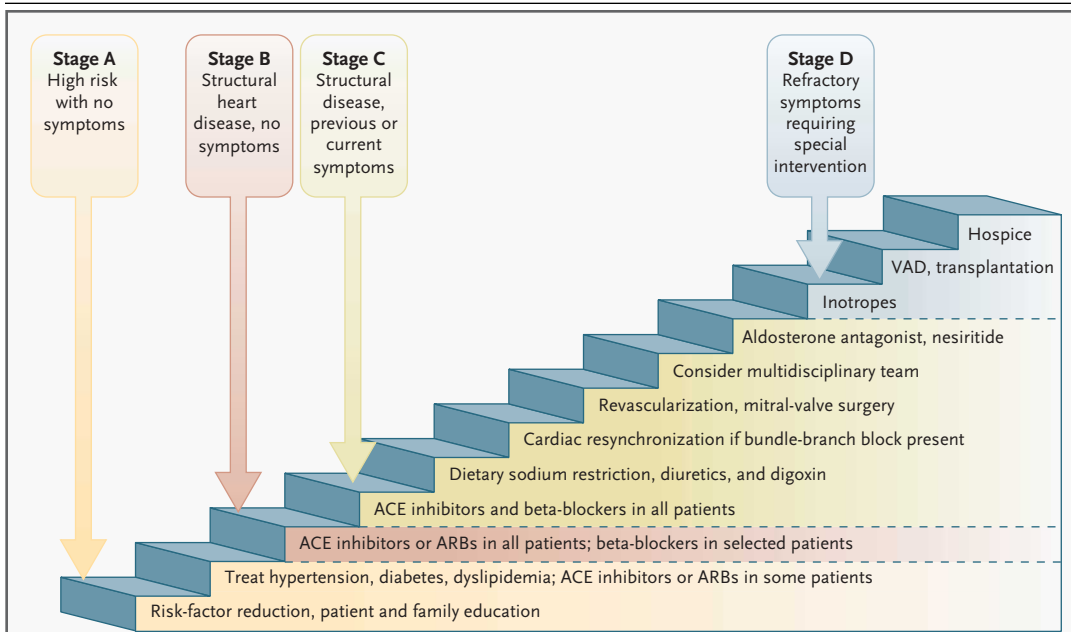 Stage A
High risk
with no
symptoms
Stage B
Structural
heart
disease, no
symptoms
Stage C
Structural
disease,
previous or
current
symptoms
Stage D
Refractory
symptoms
requiring
special
intervention
Hospice
VAD, transplantation
Inotropes
Aldosterone antagonist, nesiritide
Consider multidisciplinary team
Revascularization, mitral-valve surgery
Cardiac resynchronization if bundle-branch block present
Dietary sodium restriction, diuretics, and digoxin
ACE inhibitors and beta-blockers in all patients
ACE inhibitors or ARBs in all patients; beta-blockers in selected patients
Treat hypertension, diabetes, dyslipidemia; ACE inhibitors or ARBs in some patients
Risk-factor reduction, patient and family education